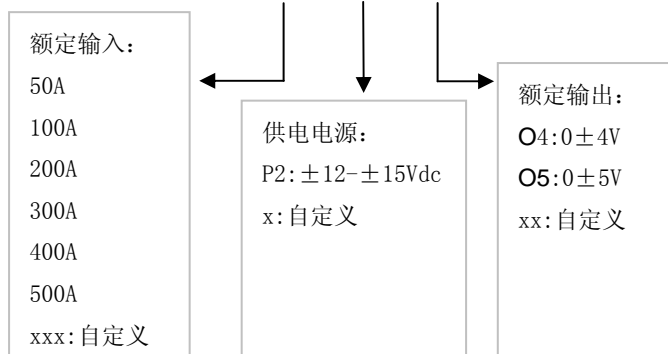 额定输入：
50A
100A
200A
300A
400A
500A
xxx:自定义
供电电源：
P2:±12-±15Vdc
x:自定义
额定输出：
O4:0±4V
O5:0±5V
xx:自定义